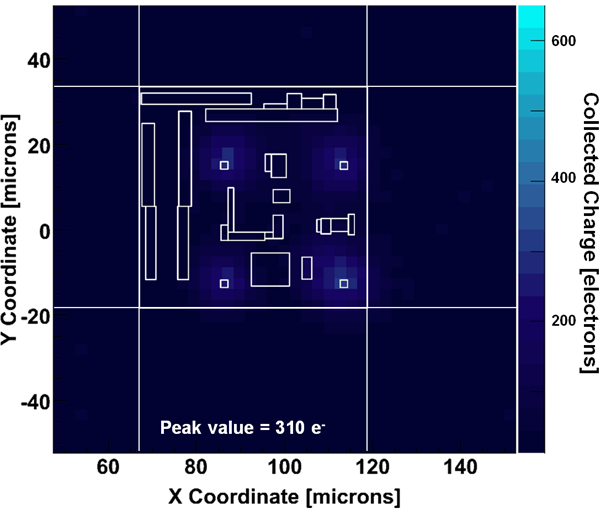 40
20
0
-20
-40
Y Coordinate [microns]
60 80 100 120 140
X Coordinate [microns]
Peak value = 310 e-
600
400
200
Collected Charge [electrons]